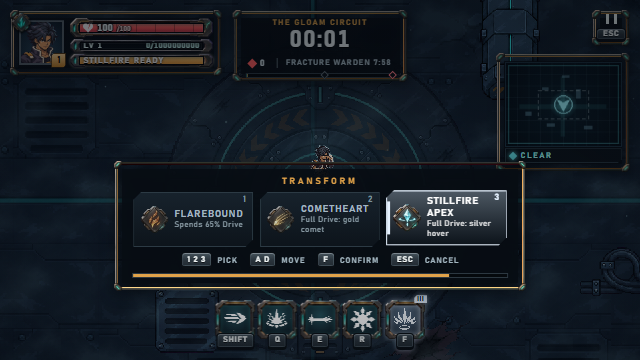 100 /100
LV 1 0/1000000000
STILLFIRE READY
1
THE GLOAM CIRCUIT
00:01
0 FRACTURE WARDEN 7:58
ESC
CLEAR
TRANSFORM
1
FLAREBOUND
Spends 65% Drive
2
COMETHEART
Full Drive: gold
comet
3
STILLFIRE
APEX
Full Drive: silver
hover
1 2 3 PICK A D MOVE F CONFIRM ESC CANCEL
III
SHIFT Q E R F